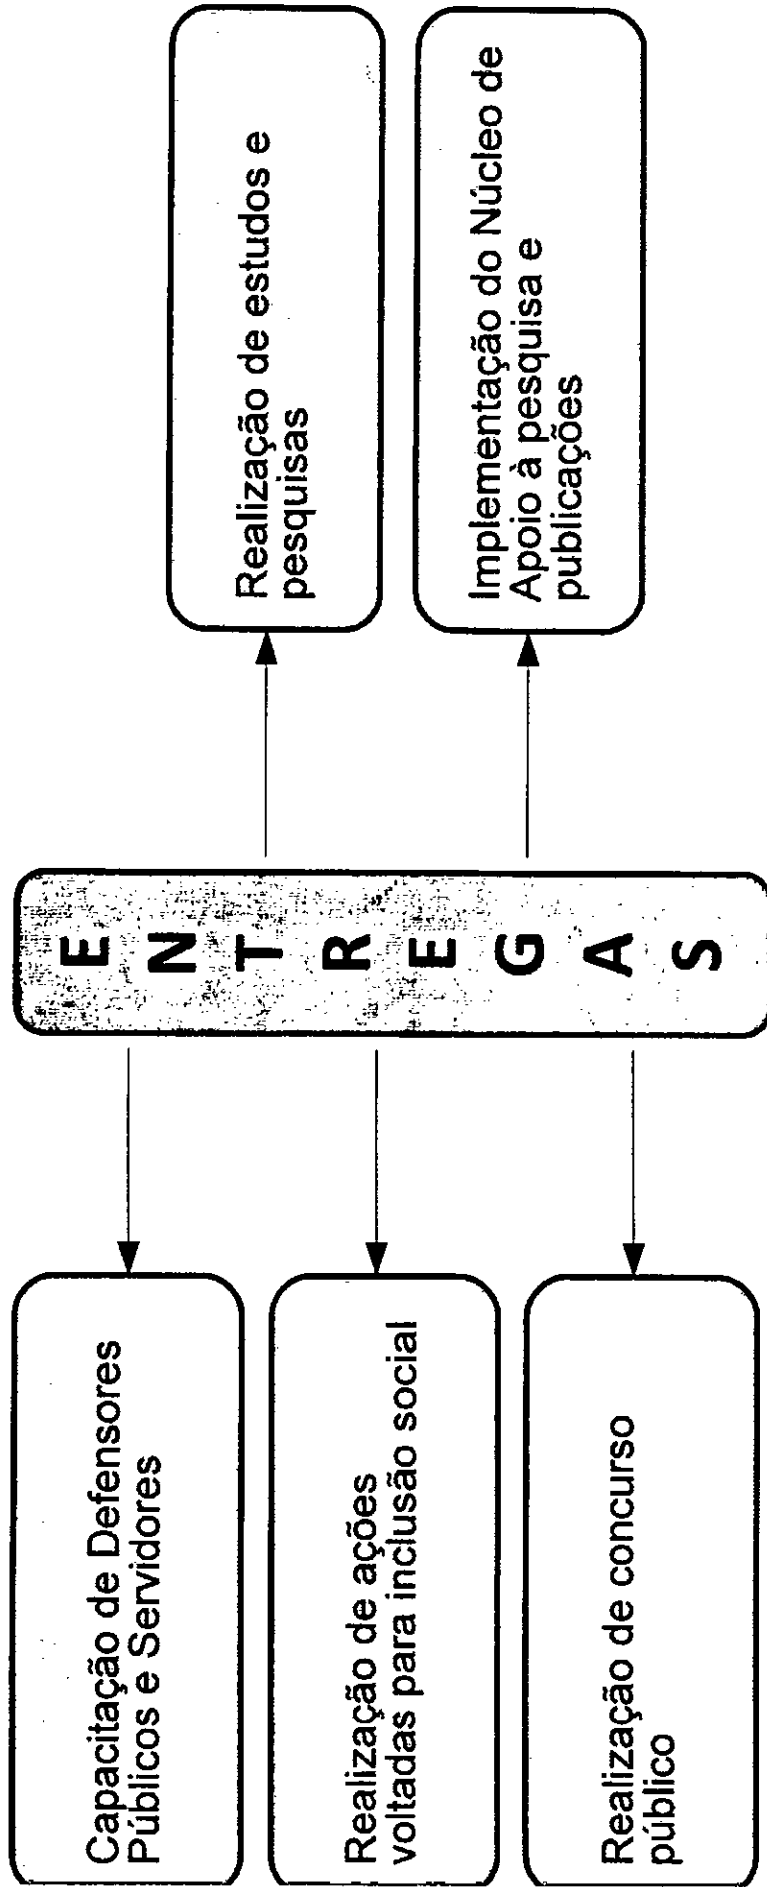 Capacitação de Defensores
Públicos e Servidores
Realização de ações
voltadas para inclusão social
Realização de concurso
público
E
N
T
R
E
G
A
S
Realização de estudos e
pesquisas
Implementação do Núcleo de
Apoio à pesquisa e
publicações